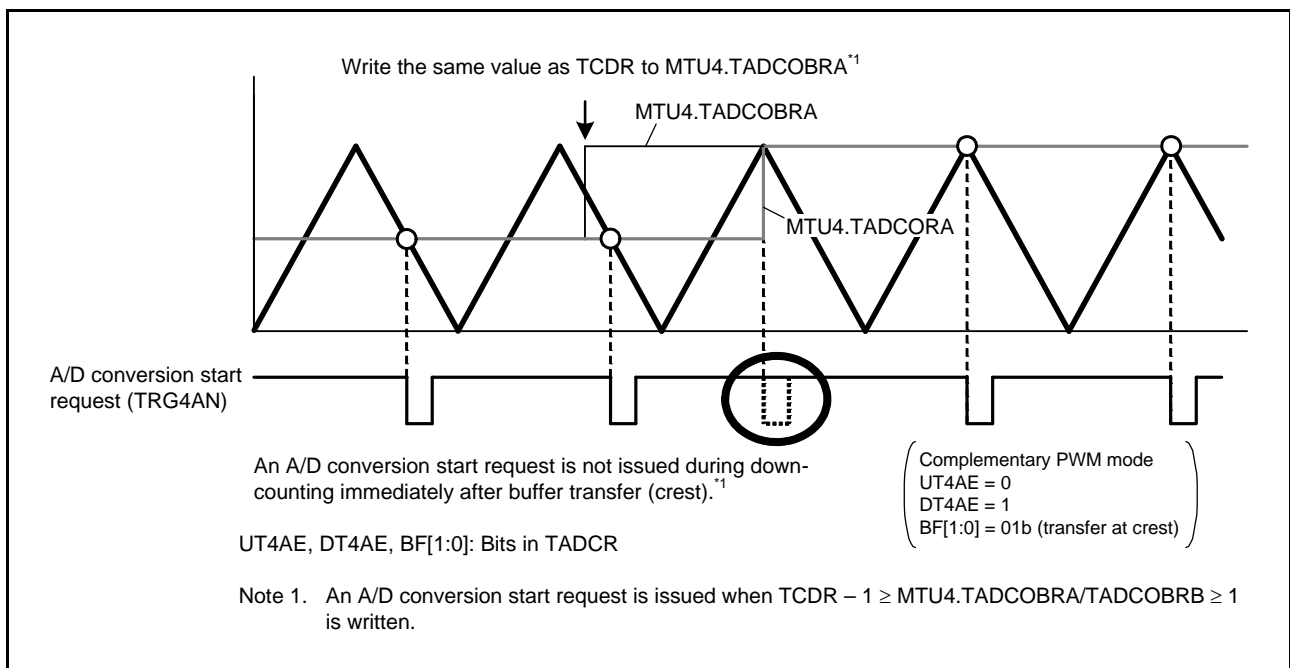 Write the same value as TCDR to MTU4.TADCOBRA*1
MTU4.TADCOBRA
MTU4.TADCORA
A/D conversion start
request (TRG4AN)
An A/D conversion start request is not issued during down-
counting immediately after buffer transfer (crest).*1
Complementary PWM mode
UT4AE = 0
DT4AE = 1
BF[1:0] = 01b (transfer at crest)
UT4AE, DT4AE, BF[1:0]: Bits in TADCR
Note 1. An A/D conversion start request is issued when TCDR – 1 ≥ MTU4.TADCOBRA/TADCOBRB ≥ 1
is written.